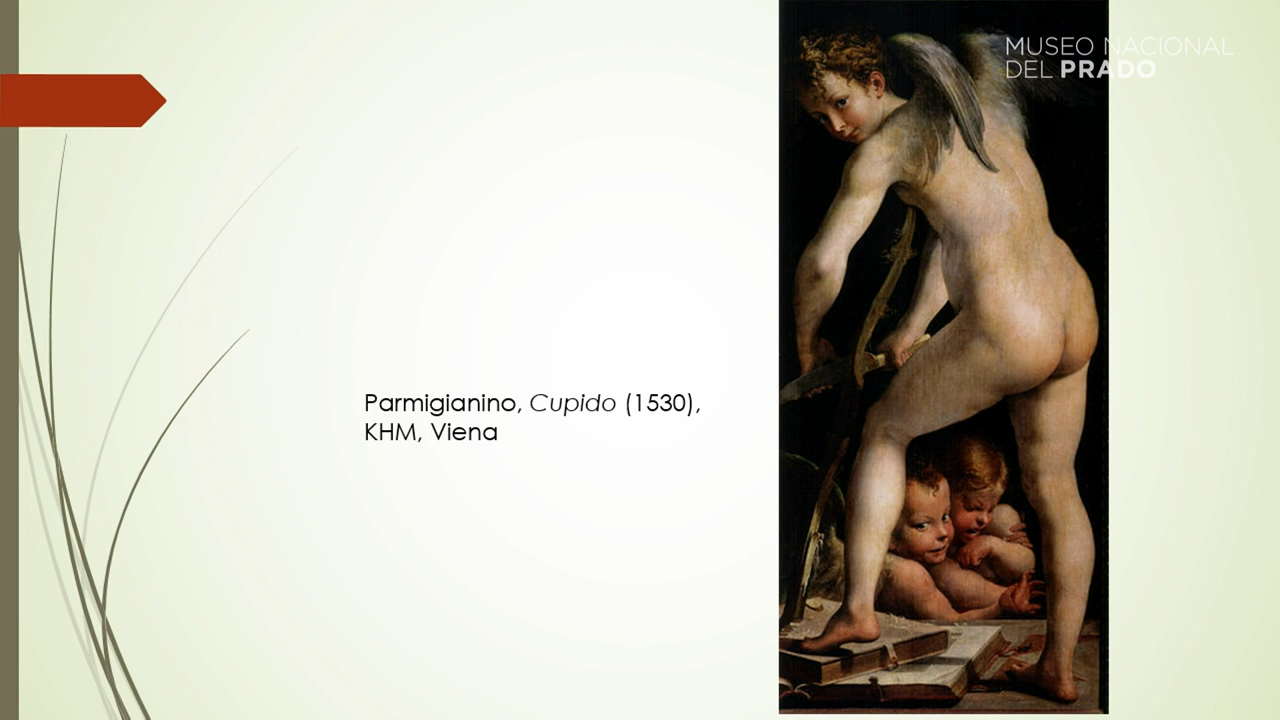 MUSEO NACIONAL
DEL PRADO
Parmigianino, Cupido (1530),
KHM, Viena